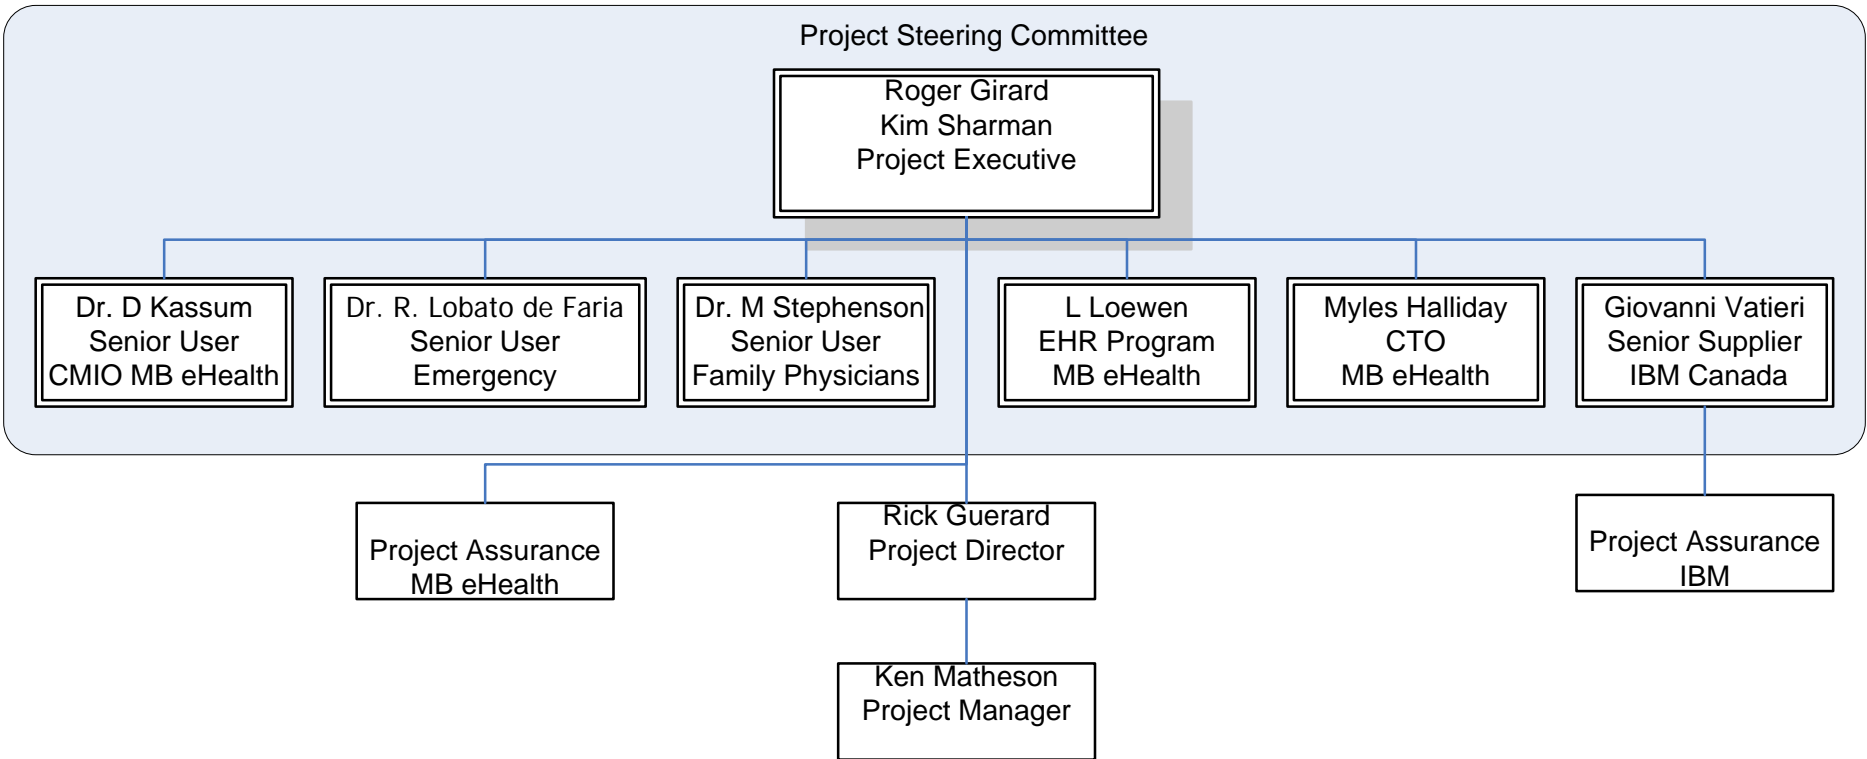 Project Steering Committee
Roger Girard
Kim Sharman
Project Executive
Dr. D Kassum
Senior User
CMIO MB eHealth
Dr. R. Lobato de Faria
Senior User
Emergency
Dr. M Stephenson
Senior User
Family Physicians
L Loewen
EHR Program
MB eHealth
Myles Halliday
CTO
MB eHealth
Giovanni Vatieri
Senior Supplier
IBM Canada
Project Assurance
MB eHealth
Rick Guerard
Project Director
Project Assurance
IBM
Ken Matheson
Project Manager